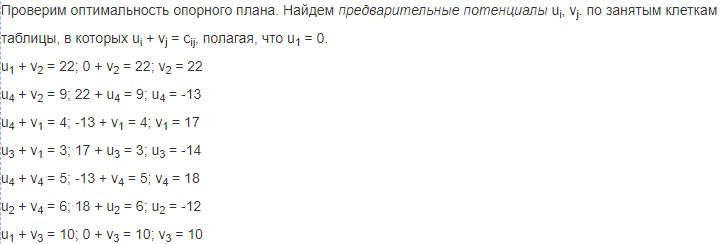 Проверим оптимальность опорного плана. Найдем предварительные потенциалы uᵢ, vⱼ. по занятым клеткам
таблицы, в которых uᵢ + vⱼ = cᵢⱼ, полагая, что u₁ = 0.
u₁ + v₂ = 22; 0 + v₂ = 22; v₂ = 22
u₄ + v₂ = 9; 22 + u₄ = 9; u₄ = -13
u₄ + v₁ = 4; -13 + v₁ = 4; v₁ = 17
u₃ + v₁ = 3; 17 + u₃ = 3; u₃ = -14
u₄ + v₄ = 5; -13 + v₄ = 5; v₄ = 18
u₂ + v₄ = 6; 18 + u₂ = 6; u₂ = -12
u₁ + v₃ = 10; 0 + v₃ = 10; v₃ = 10